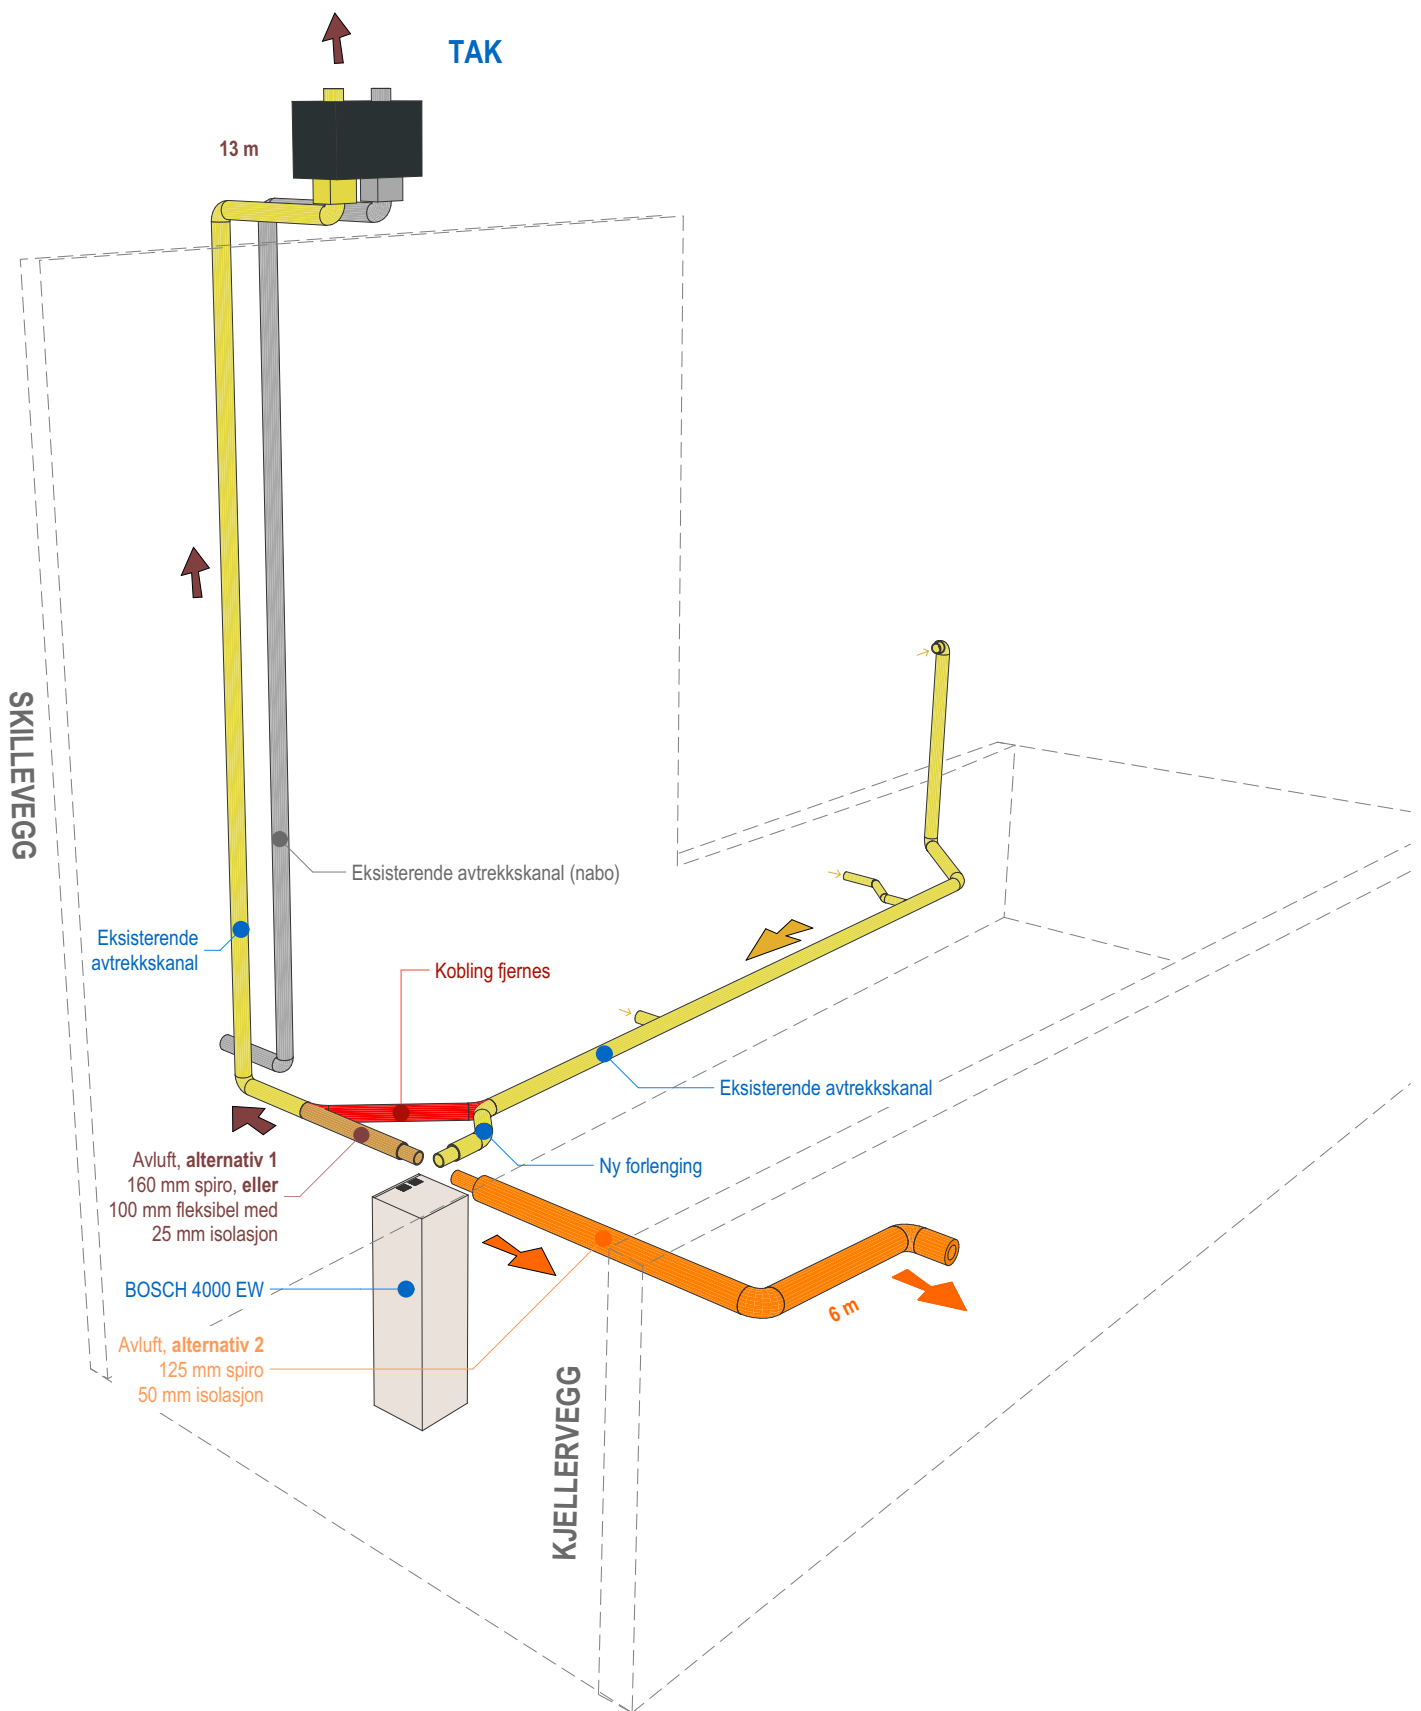 TAK
13 m
SKILLEVEGG
Eksisterende avtrekkskanal (nabo)
Eksisterende
avtrekkskanal
Kobling fjernes
Eksisterende avtrekkskanal
Avluft, alternativ 1
160 mm spiro, eller
100 mm fleksibel med
25 mm isolasjon
Ny forlenging
BOSCH 4000 EW
6 m
Avluft, alternativ 2
125 mm spiro
50 mm isolasjon
KJELLERVEGG